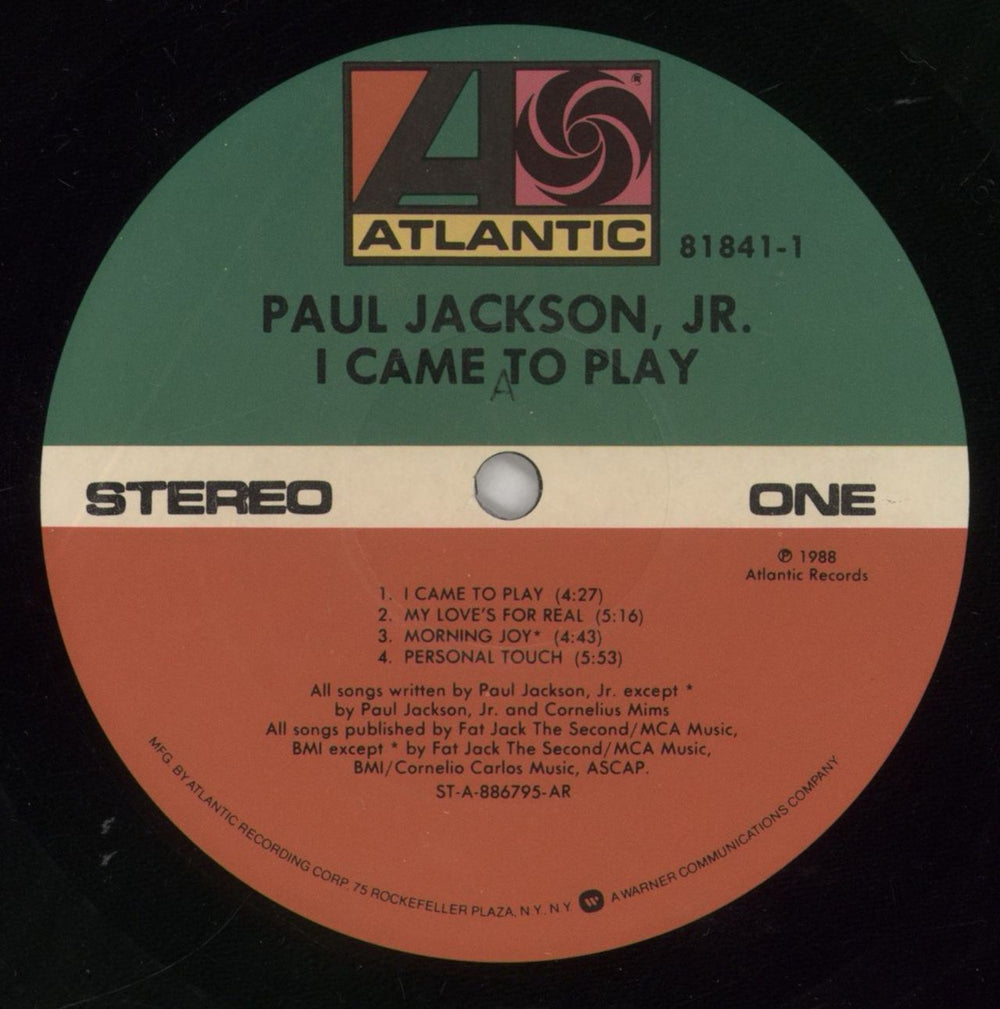 ATLANTIC
®
81841-1
PAUL JACKSON, JR.
I CAME TO PLAY
A
STEREO
ONE
℗ 1988
Atlantic Records
1. I CAME TO PLAY (4:27)
2. MY LOVE'S FOR REAL (5:16)
3. MORNING JOY* (4:43)
4. PERSONAL TOUCH (5:53)
All songs written by Paul Jackson, Jr. except *
by Paul Jackson, Jr. and Cornelius Mims
All songs published by Fat Jack The Second/MCA Music,
BMI except * by Fat Jack The Second/MCA Music,
BMI/Cornelio Carlos Music, ASCAP.
ST-A-886795-AR
MFG. BY ATLANTIC RECORDING CORP. 75 ROCKEFELLER PLAZA, N.Y. N.Y. A WARNER COMMUNICATIONS COMPANY